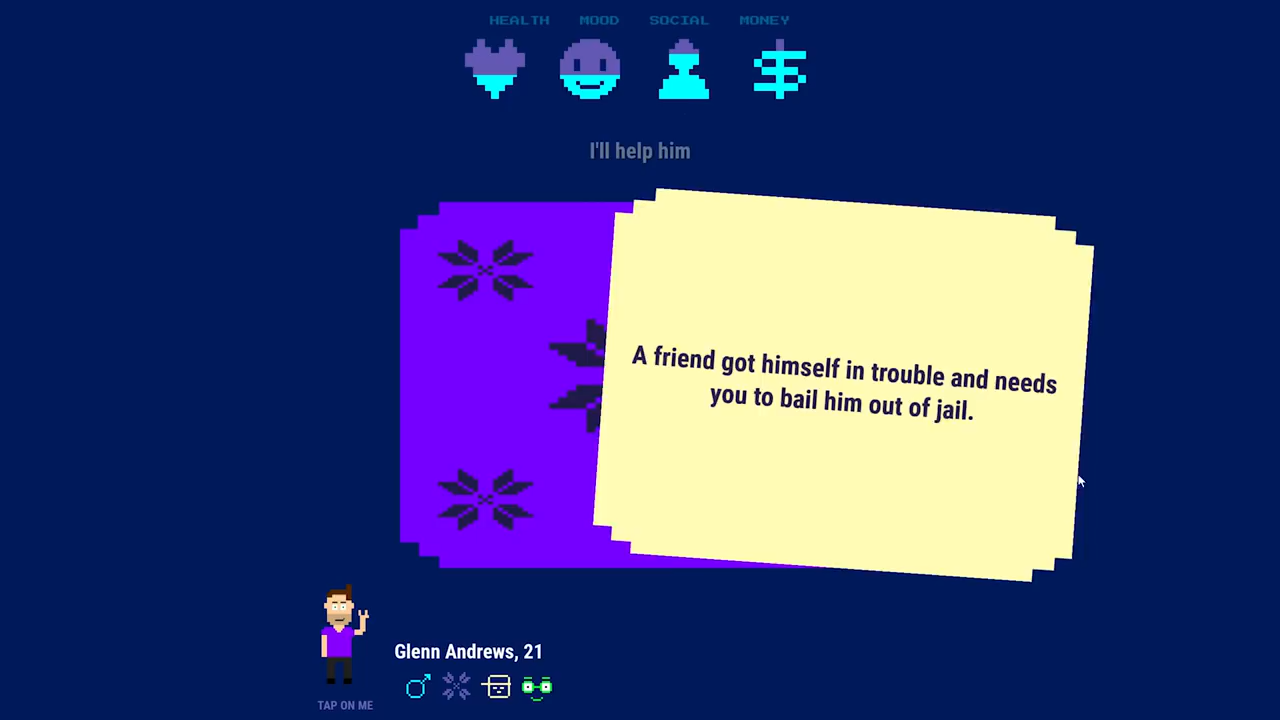 HEALTH MOOD SOCIAL MONEY
I'll help him
A friend got himself in trouble and needs
you to bail him out of jail.
Glenn Andrews, 21
TAP ON ME